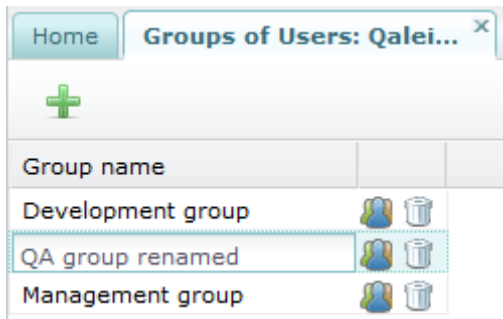 Home
Groups of Users: Qalei... ×
Group name
Development group
QA group renamed
Management group